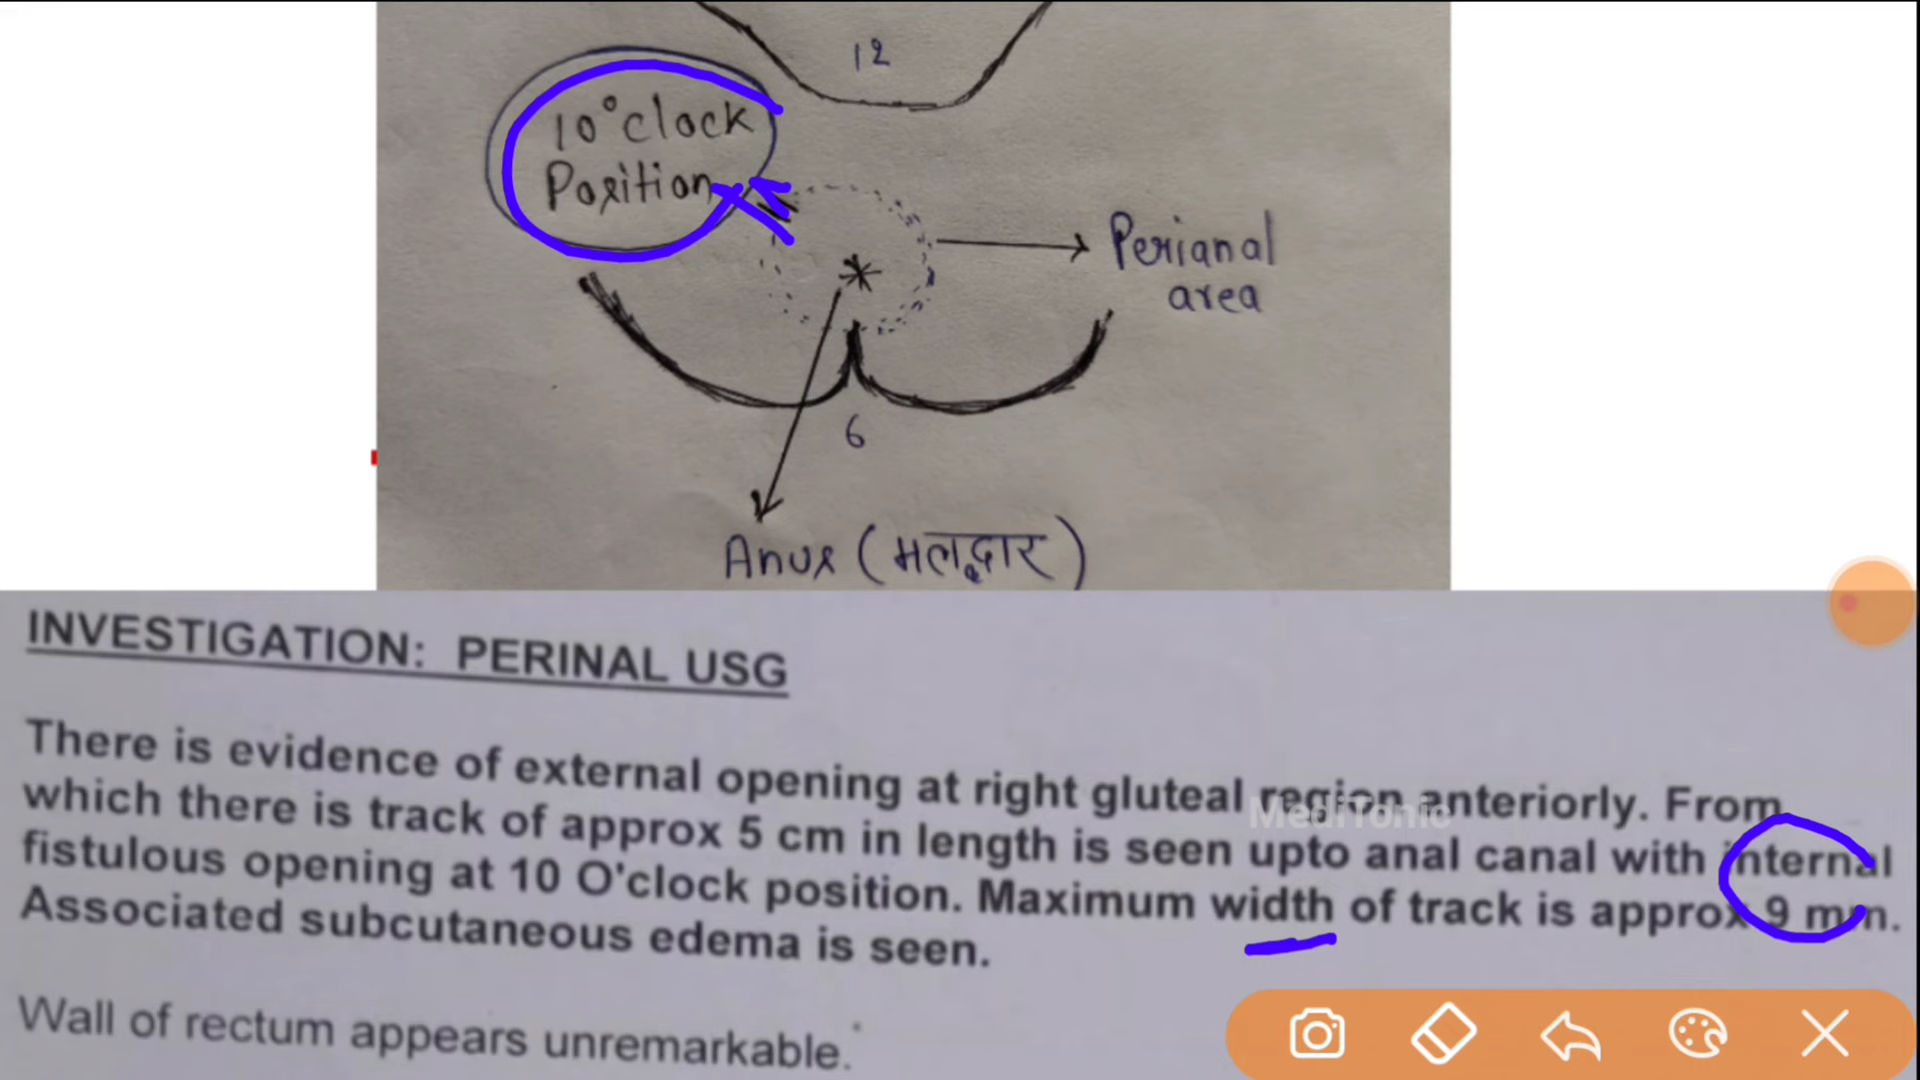 12
10°clock
Position
Perianal
area
6
Anus (मलद्वार)
INVESTIGATION: PERINAL USG
There is evidence of external opening at right gluteal region anteriorly. From
MediTonic
which there is track of approx 5 cm in length is seen upto anal canal with internal
fistulous opening at 10 O'clock position. Maximum width of track is approx 9 mm.
Associated subcutaneous edema is seen.
Wall of rectum appears unremarkable.